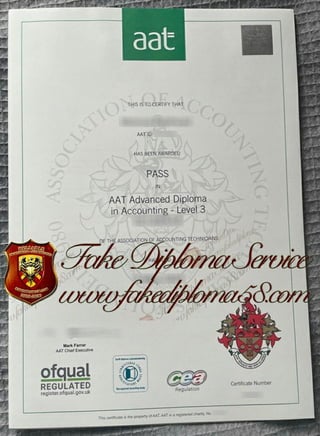 aat
THIS IS TO CERTIFY THAT
AAT ID
HAS BEEN AWARDED
PASS
IN
AAT Advanced Diploma
in Accounting - Level 3
OF THE ASSOCIATION OF ACCOUNTING TECHNICIANS
Fake Diploma Service
www.fakediploma58.com
Mark Farrar
AAT Chief Executive
ofqual
REGULATED
register.ofqual.gov.uk
ccea
Regulation
Certificate Number
This certificate is the property of AAT. AAT is a registered charity, No.